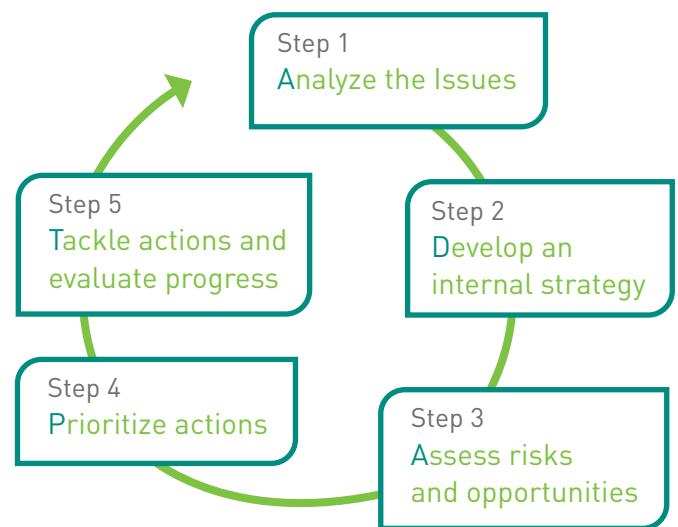 Step 1
Analyze the Issues
Step 2
Develop an
internal strategy
Step 3
Assess risks
and opportunities
Step 4
Prioritize actions
Step 5
Tackle actions and
evaluate progress